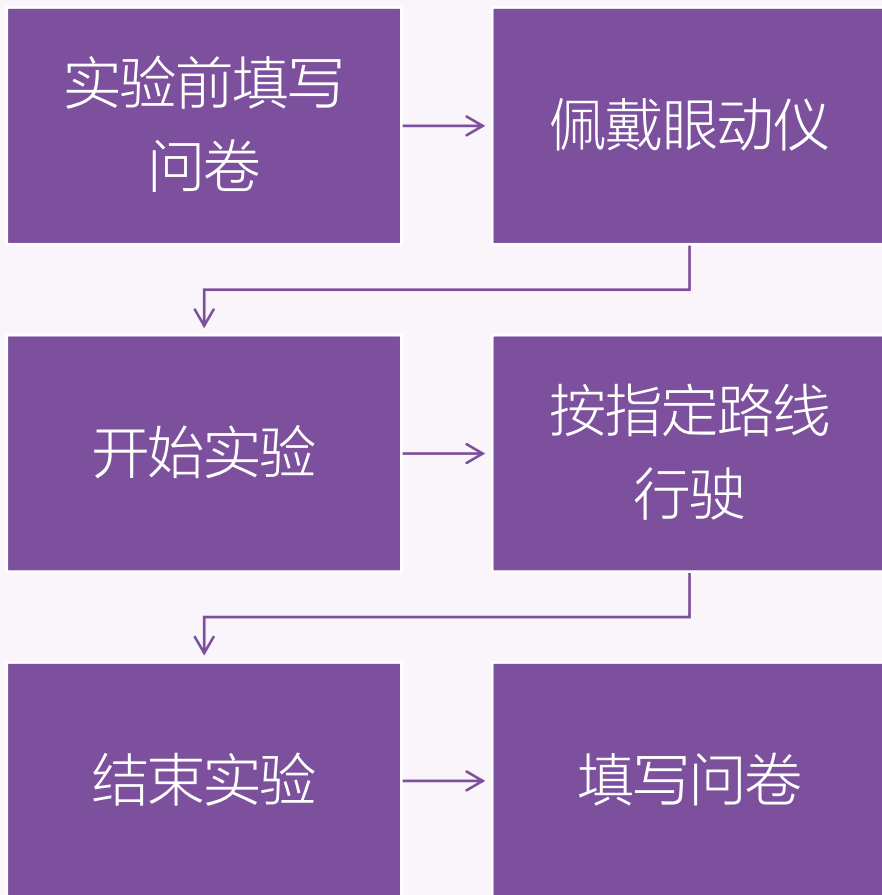 实验前填写
问卷
佩戴眼动仪
开始实验
按指定路线
行驶
结束实验
填写问卷